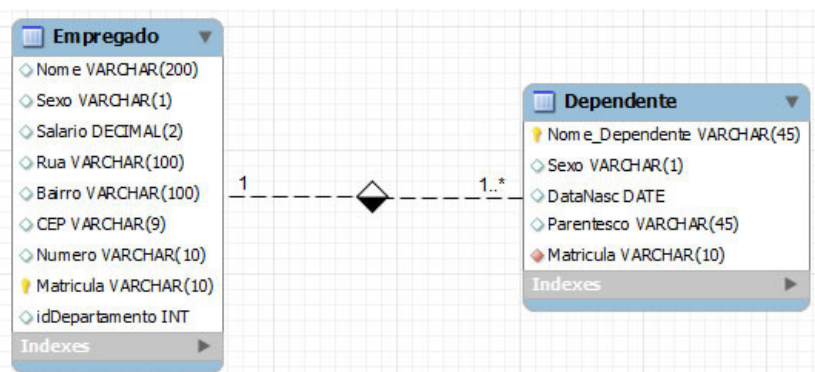 Empregado
Nome VARCHAR(200)
Sexo VARCHAR(1)
Salario DECIMAL(2)
Rua VARCHAR(100)
Bairro VARCHAR(100)
CEP VARCHAR(9)
Numero VARCHAR(10)
Matricula VARCHAR(10)
idDepartamento INT
Indexes
1
1..*
Dependente
Nome_Dependente VARCHAR(45)
Sexo VARCHAR(1)
DataNasc DATE
Parentesco VARCHAR(45)
Matricula VARCHAR(10)
Indexes